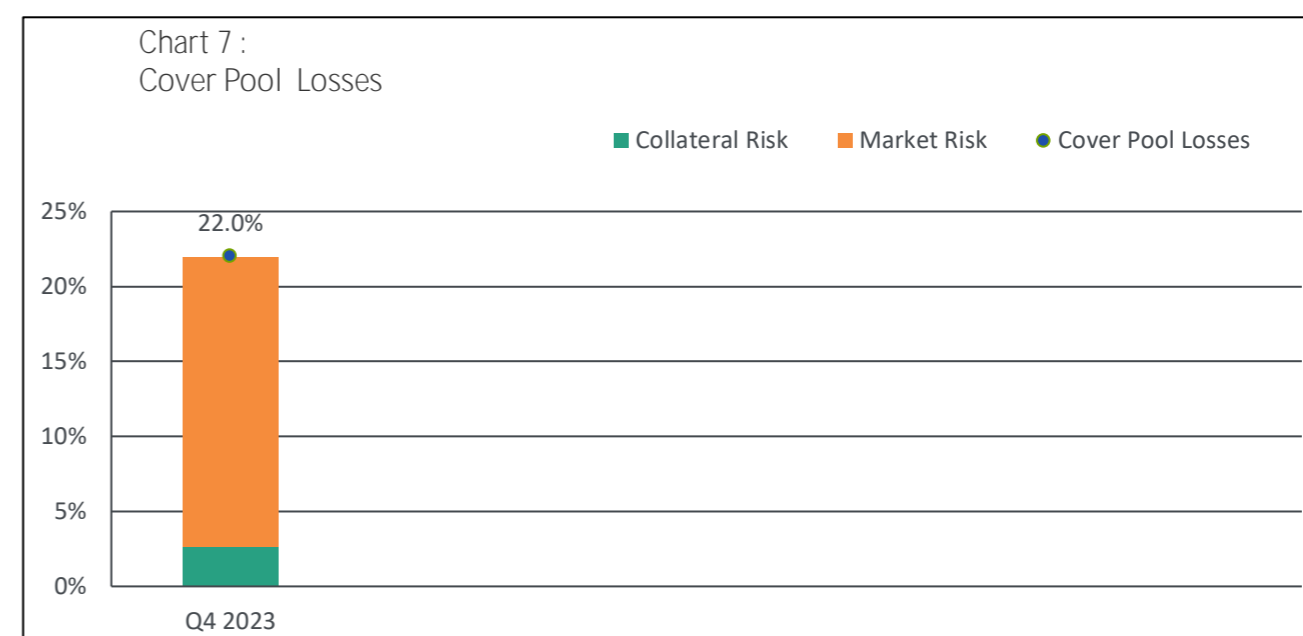 Chart 7 :
Cover Pool Losses
Collateral Risk Market Risk Cover Pool Losses
25%
22.0%
20%
15%
10%
5%
0%
Q4 2023